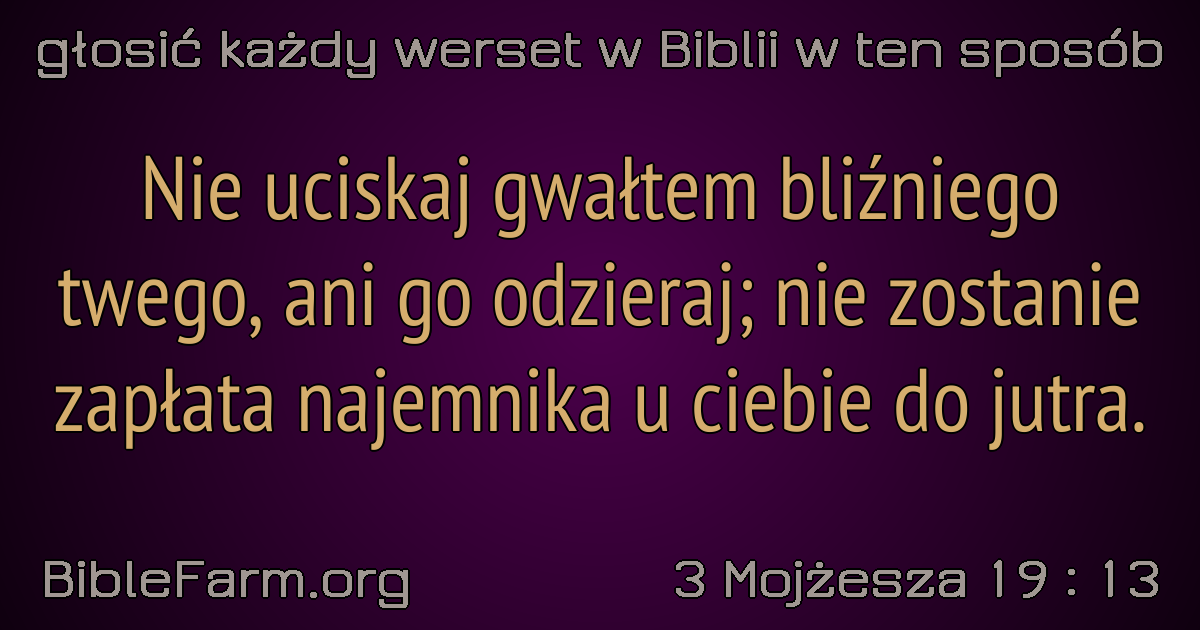 głosić każdy werset w Biblii w ten sposób
Nie uciskaj gwałtem bliźniego
twego, ani go odzieraj; nie zostanie
zapłata najemnika u ciebie do jutra.
BibleFarm.org
3 Mojżesza 19 : 13